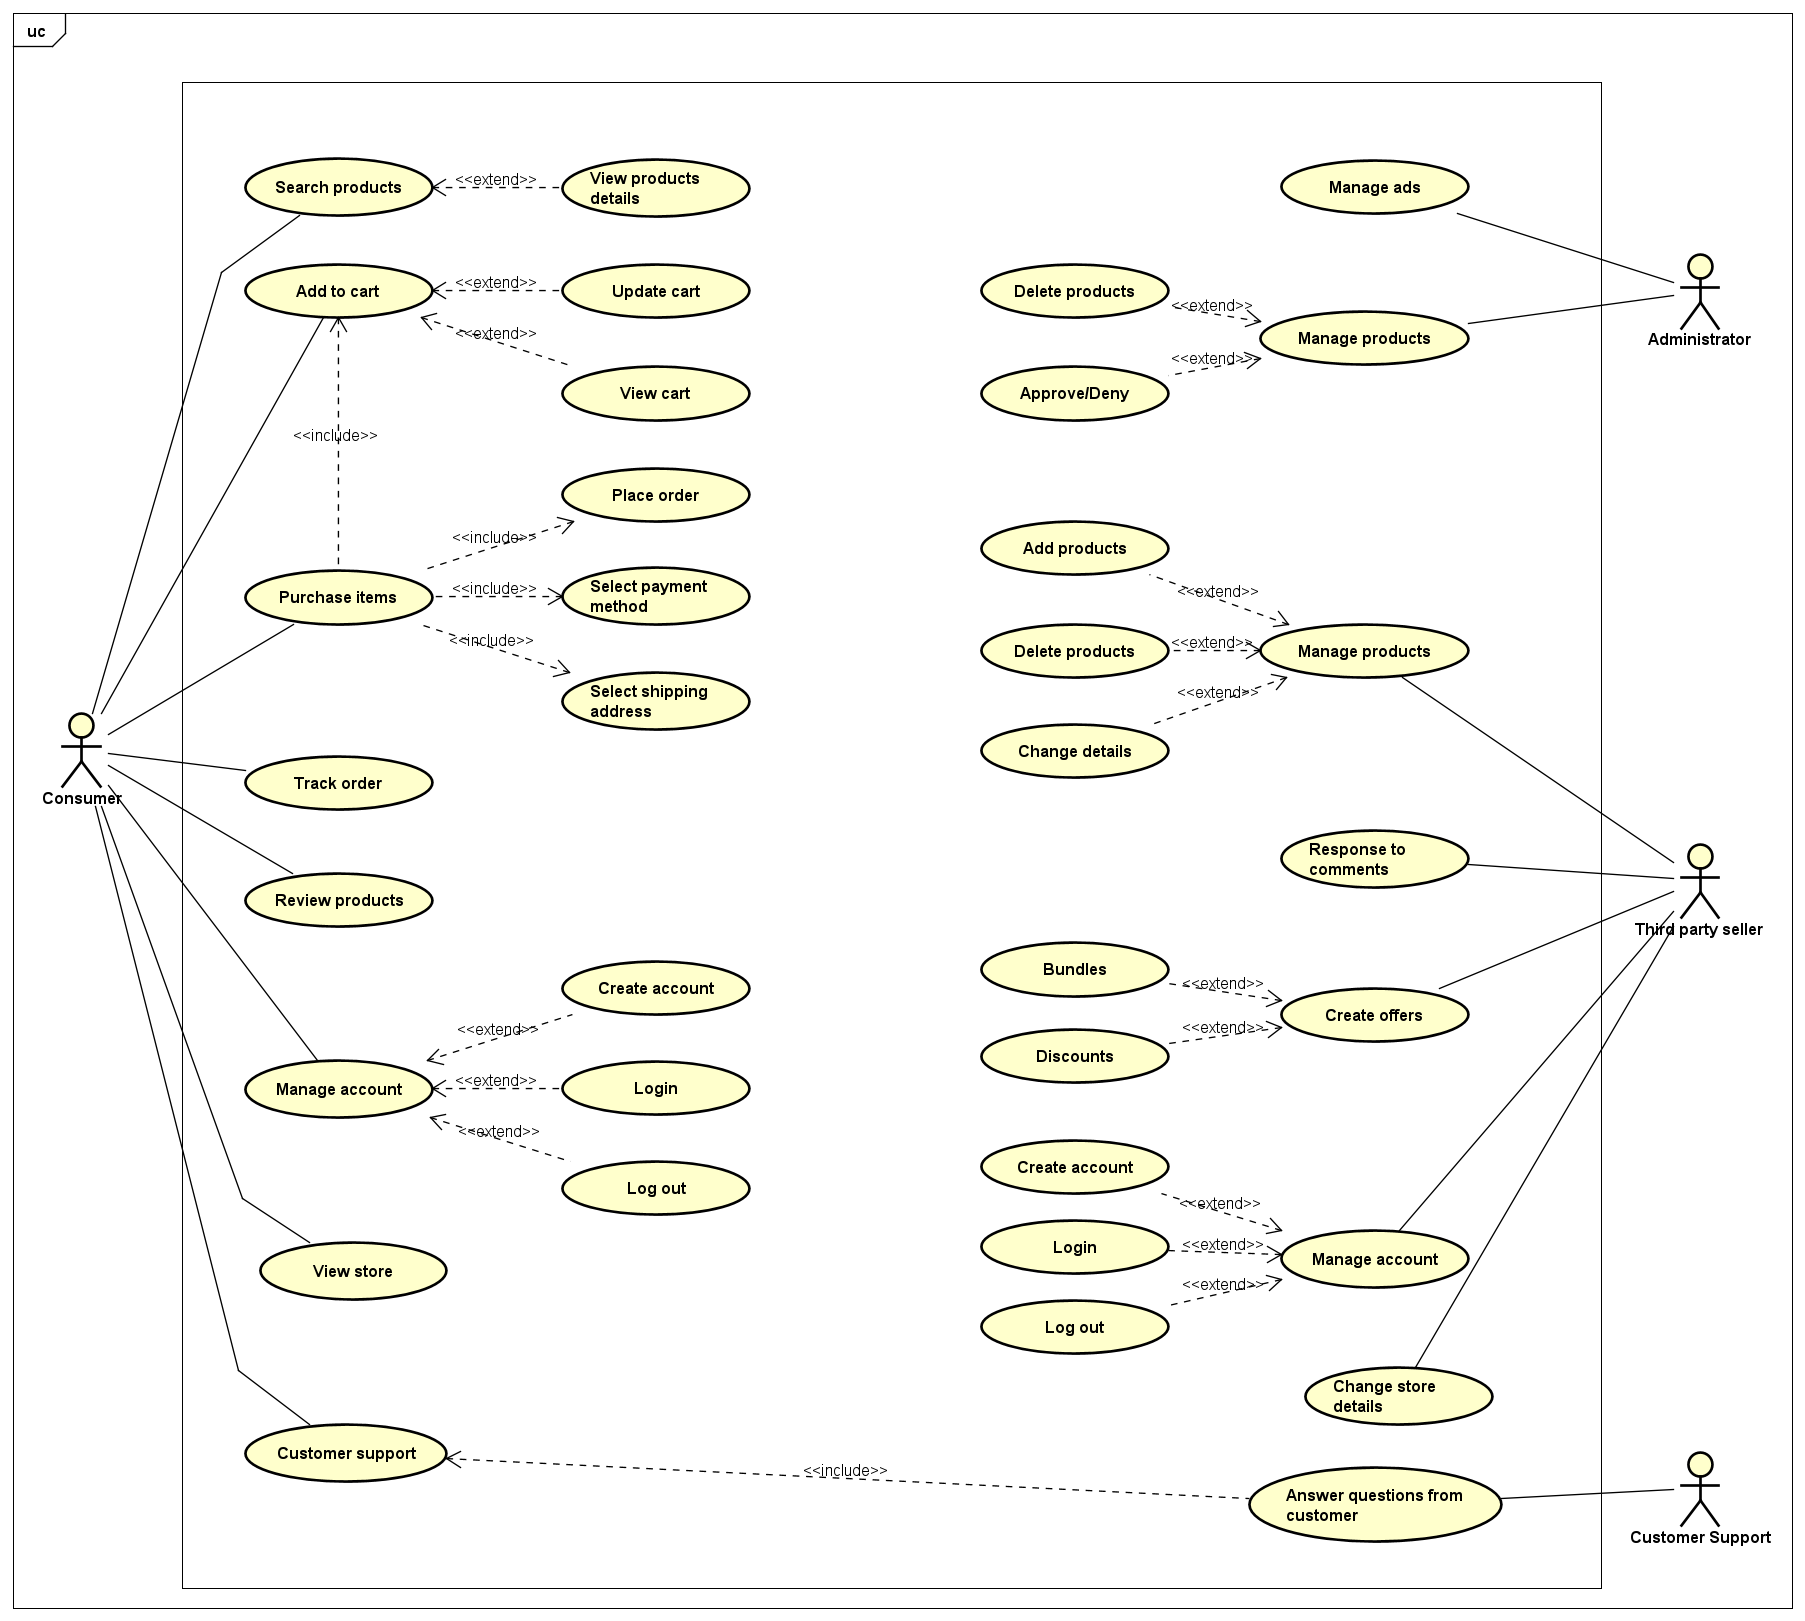 uc
Search products
<<extend>>
View products
details
Manage ads
Add to cart
<<extend>>
Update cart
Delete products
<<extend>>
Manage products
Administrator
<<extend>>
View cart
Approve/Deny
<<extend>>
<<include>>
Place order
<<include>>
Purchase items
<<include>>
Select payment
method
<<include>>
Select shipping
address
Add products
<<extend>>
Delete products
<<extend>>
Manage products
<<extend>>
Change details
Consumer
Track order
Review products
Response to
comments
Third party seller
Bundles
<<extend>>
Create offers
Discounts
<<extend>>
Create account
<<extend>>
Manage account
<<extend>>
Login
<<extend>>
Log out
Create account
<<extend>>
Login
<<extend>>
Manage account
<<extend>>
Log out
View store
Change store
details
Customer support
<<include>>
Answer questions from
customer
Customer Support